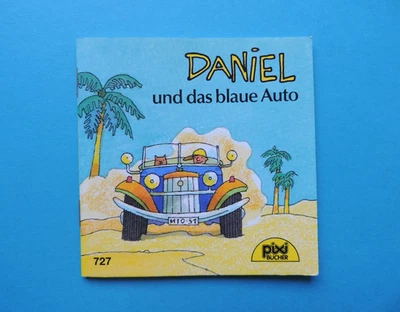 DANiEL
und das blaue Auto
727
pixi
BÜCHER